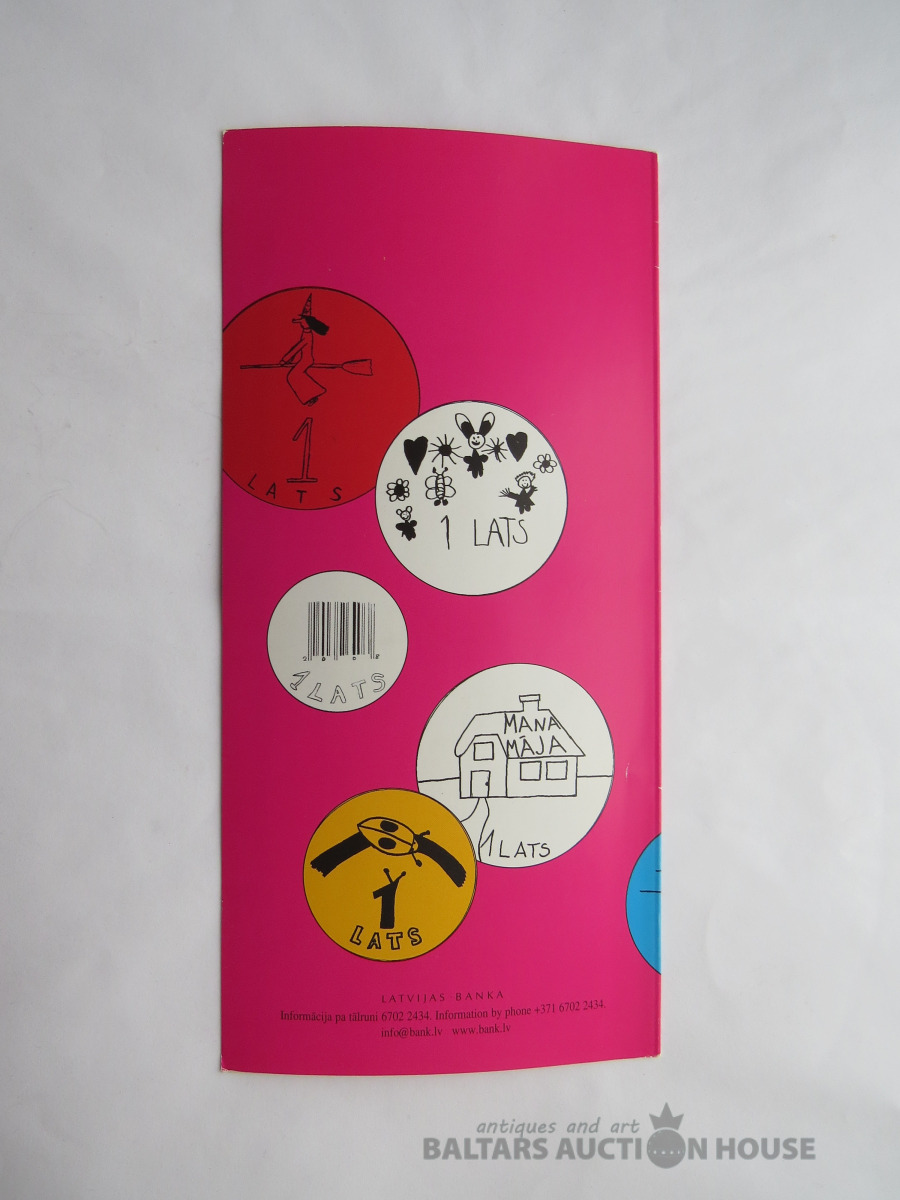 1
LATS
1 LATS
2008
1 LATS
MANA
MĀJA
1 LATS
1
LATS
LATVIJAS BANKA
Informācija pa tālruni 6702 2434. Information by phone +371 6702 2434.
info@bank.lv www.bank.lv
antiques and art
BALTARS AUCTION HOUSE